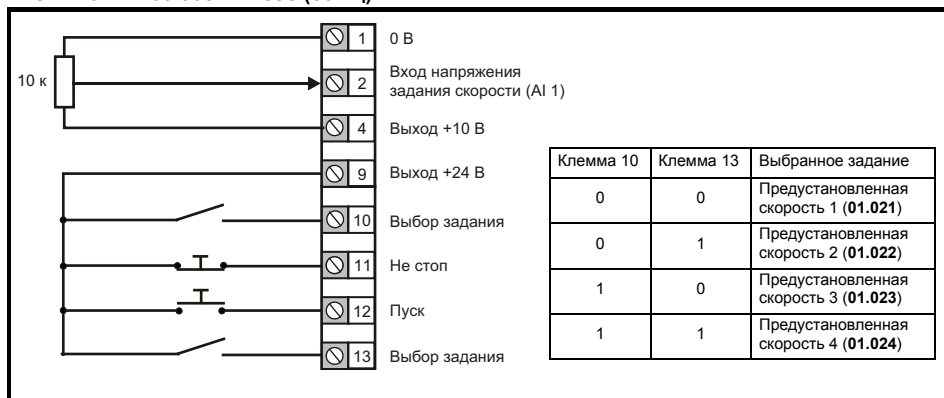 1 0 В
10 к
2 Вход напряжения
задания скорости (AI 1)
4 Выход +10 В
9 Выход +24 В
10 Выбор задания
11 Не стоп
12 Пуск
13 Выбор задания
Клемма 10 Клемма 13 Выбранное задание
0 0 Предустановленная
скорость 1 (01.021)
0 1 Предустановленная
скорость 2 (01.022)
1 0 Предустановленная
скорость 3 (01.023)
1 1 Предустановленная
скорость 4 (01.024)